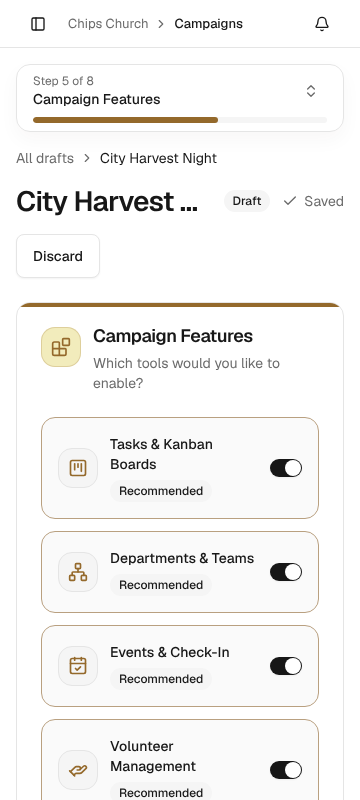 Chips Church > Campaigns
Step 5 of 8
Campaign Features
All drafts > City Harvest Night
City Harvest ... Draft Saved
Discard
Campaign Features
Which tools would you like to
enable?
Tasks & Kanban
Boards
Recommended
Departments & Teams
Recommended
Events & Check-In
Recommended
Volunteer
Management
Recommended